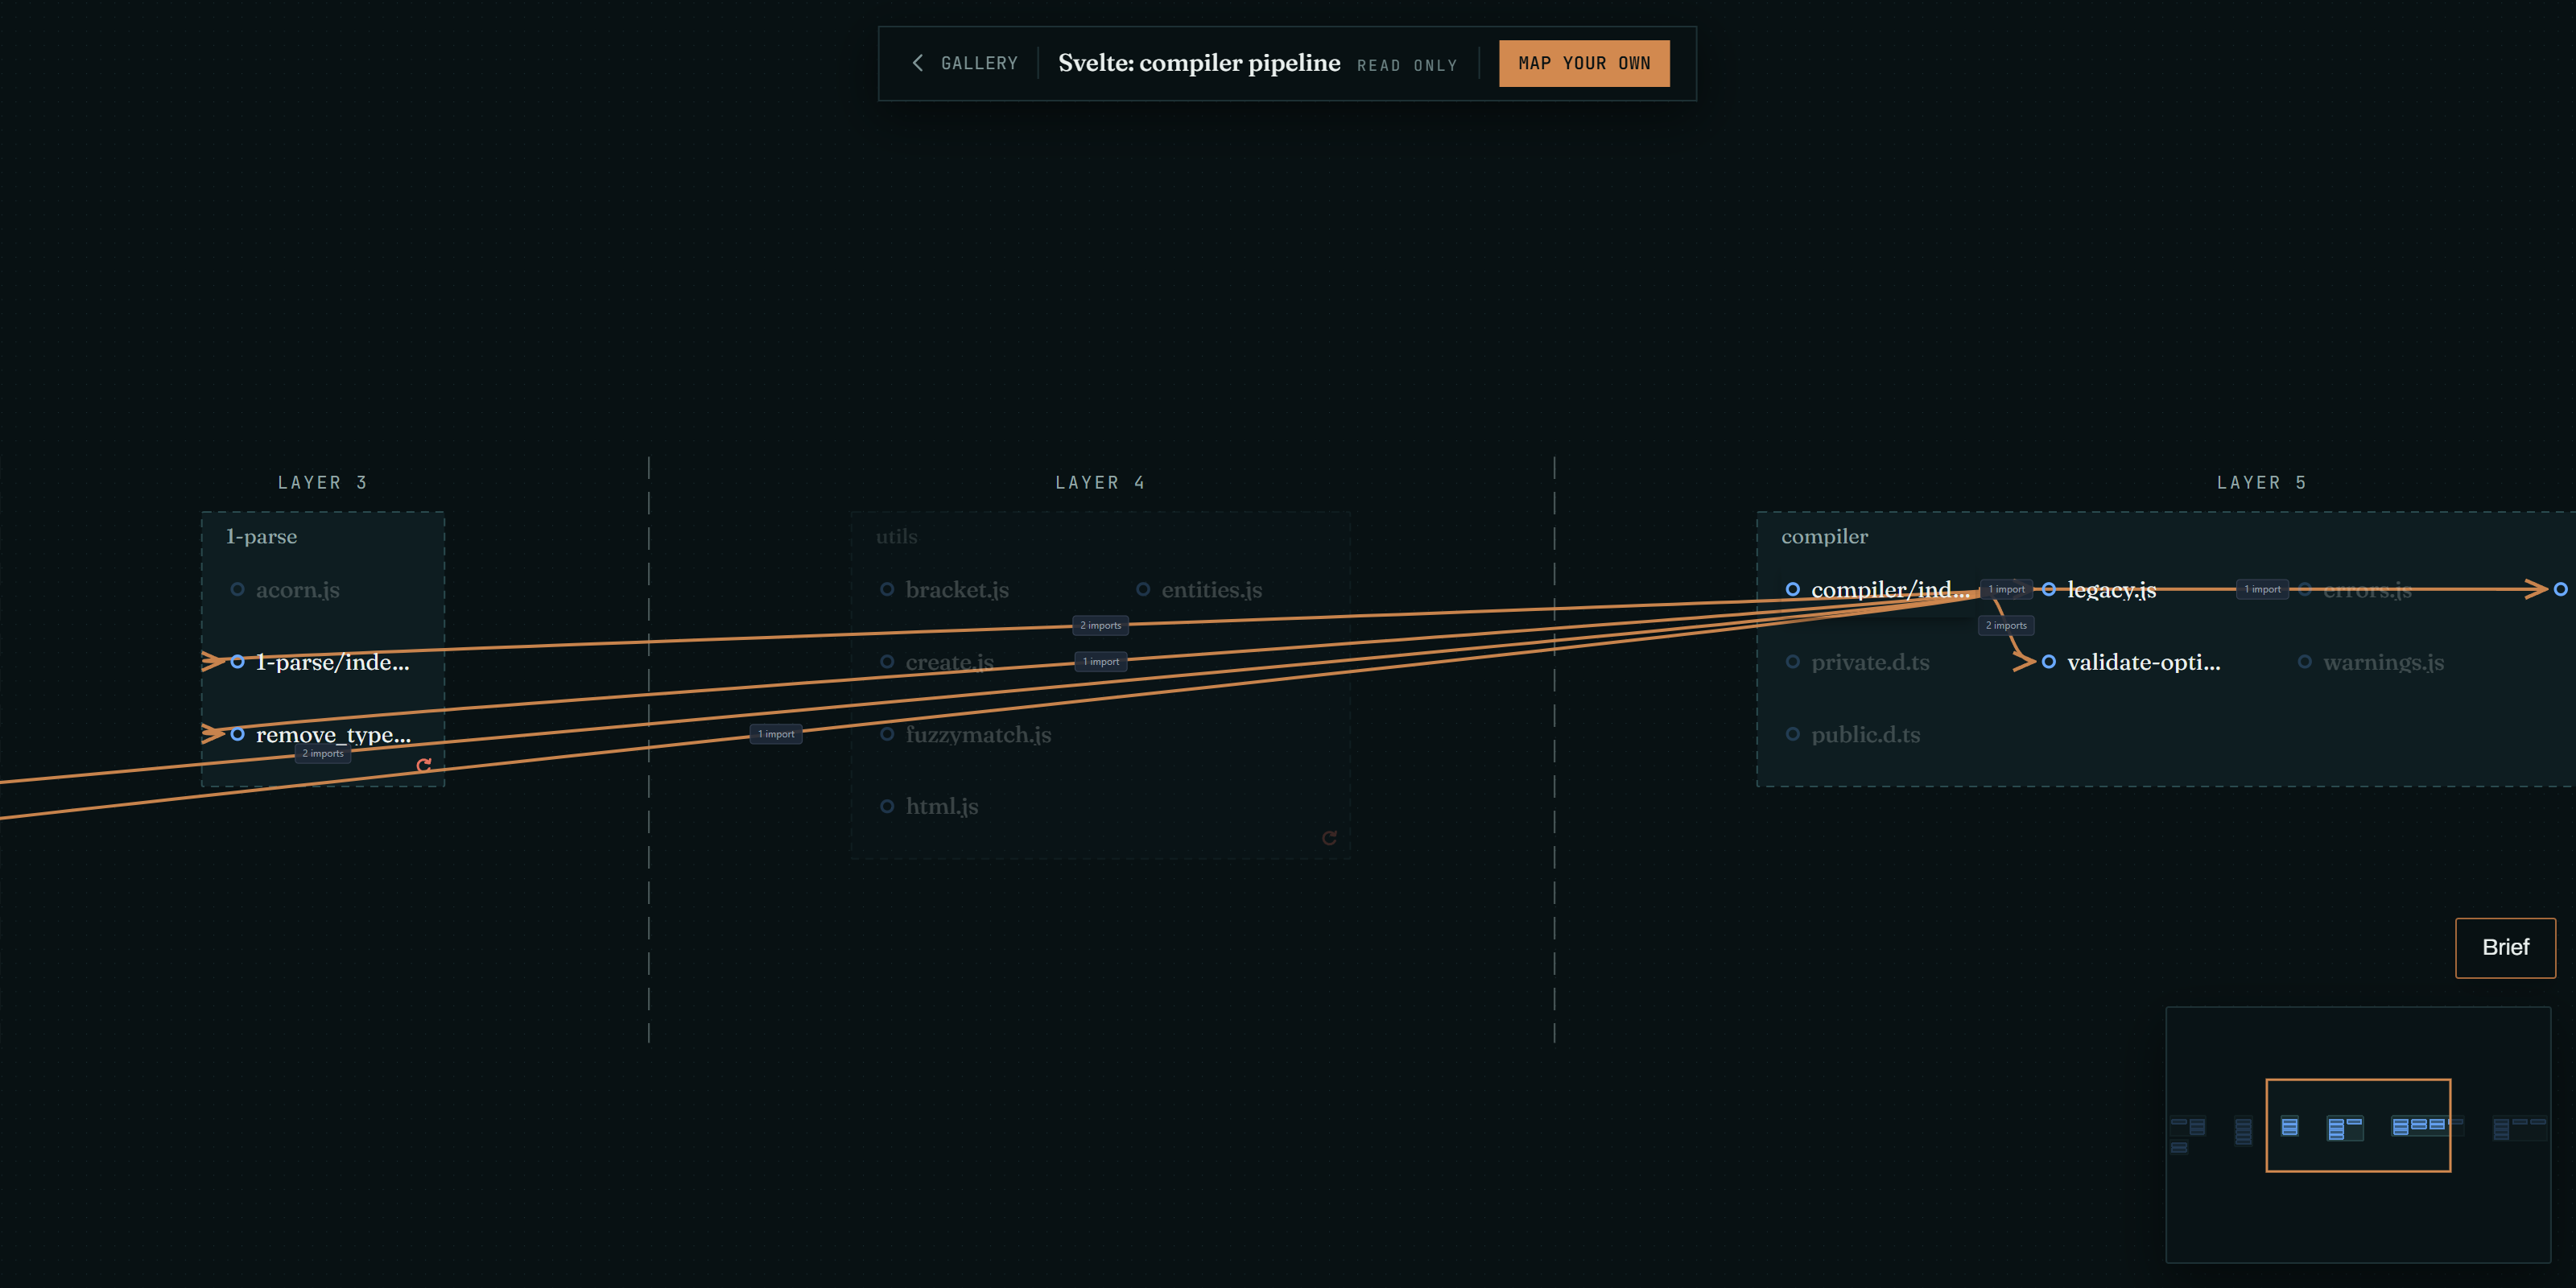 GALLERY
Svelte: compiler pipeline
READ ONLY
MAP YOUR OWN
LAYER 3
LAYER 4
LAYER 5
1-parse
acorn.js
1-parse/inde...
remove_type...
2 imports
utils
bracket.js
entities.js
2 imports
create.js
1 import
1 import
fuzzymatch.js
html.js
compiler
compiler/ind...
1 import
legacy.js
1 import
errors.js
2 imports
private.d.ts
validate-opti...
warnings.js
public.d.ts
Brief